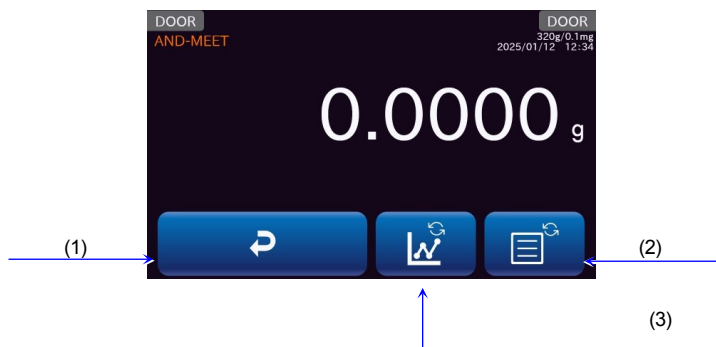 DOOR DOOR
AND-MEET 320g/0.1mg
2025/01/12 12:34
0.0000 g
(1) (2)
(3)